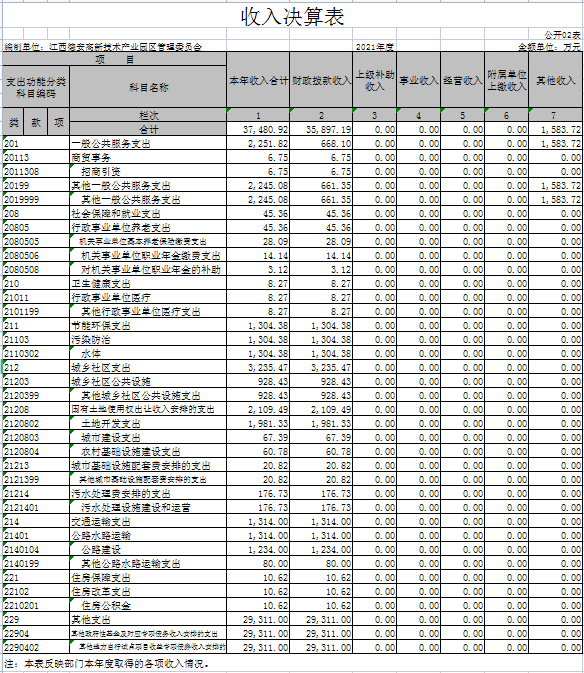 收入决算表
公开02表
编制单位：江西德安高新技术产业园区管理委员会 2021年度 金额单位：万元
项 目 本年收入合计 财政拨款收入 上级补助收入 事业收入 经营收入 附属单位上缴收入 其他收入
支出功能分类科目编码 科目名称
类 款 项 栏次 1 2 3 4 5 6 7
合计 37,480.92 35,897.19 0.00 0.00 0.00 0.00 1,583.72
201 一般公共服务支出 2,251.82 668.10 0.00 0.00 0.00 0.00 1,583.72
20113 商贸事务 6.75 6.75 0.00 0.00 0.00 0.00 0.00
2011308 招商引资 6.75 6.75 0.00 0.00 0.00 0.00 0.00
20199 其他一般公共服务支出 2,245.08 661.35 0.00 0.00 0.00 0.00 1,583.72
2019999 其他一般公共服务支出 2,245.08 661.35 0.00 0.00 0.00 0.00 1,583.72
208 社会保障和就业支出 45.36 45.36 0.00 0.00 0.00 0.00 0.00
20805 行政事业单位养老支出 45.36 45.36 0.00 0.00 0.00 0.00 0.00
2080505 机关事业单位基本养老保险缴费支出 28.09 28.09 0.00 0.00 0.00 0.00 0.00
2080506 机关事业单位职业年金缴费支出 14.14 14.14 0.00 0.00 0.00 0.00 0.00
2080508 对机关事业单位职业年金的补助 3.12 3.12 0.00 0.00 0.00 0.00 0.00
210 卫生健康支出 8.27 8.27 0.00 0.00 0.00 0.00 0.00
21011 行政事业单位医疗 8.27 8.27 0.00 0.00 0.00 0.00 0.00
2101199 其他行政事业单位医疗支出 8.27 8.27 0.00 0.00 0.00 0.00 0.00
211 节能环保支出 1,304.38 1,304.38 0.00 0.00 0.00 0.00 0.00
21103 污染防治 1,304.38 1,304.38 0.00 0.00 0.00 0.00 0.00
2110302 水体 1,304.38 1,304.38 0.00 0.00 0.00 0.00 0.00
212 城乡社区支出 3,235.47 3,235.47 0.00 0.00 0.00 0.00 0.00
21203 城乡社区公共设施 928.43 928.43 0.00 0.00 0.00 0.00 0.00
2120399 其他城乡社区公共设施支出 928.43 928.43 0.00 0.00 0.00 0.00 0.00
21208 国有土地使用权出让收入安排的支出 2,109.49 2,109.49 0.00 0.00 0.00 0.00 0.00
2120802 土地开发支出 1,981.33 1,981.33 0.00 0.00 0.00 0.00 0.00
2120803 城市建设支出 67.39 67.39 0.00 0.00 0.00 0.00 0.00
2120804 农村基础设施建设支出 60.78 60.78 0.00 0.00 0.00 0.00 0.00
21213 城市基础设施配套费安排的支出 20.82 20.82 0.00 0.00 0.00 0.00 0.00
2121399 其他城市基础设施配套费安排的支出 20.82 20.82 0.00 0.00 0.00 0.00 0.00
21214 污水处理费安排的支出 176.73 176.73 0.00 0.00 0.00 0.00 0.00
2121401 污水处理设施建设和运营 176.73 176.73 0.00 0.00 0.00 0.00 0.00
214 交通运输支出 1,314.00 1,314.00 0.00 0.00 0.00 0.00 0.00
21401 公路水路运输 1,314.00 1,314.00 0.00 0.00 0.00 0.00 0.00
2140104 公路建设 1,234.00 1,234.00 0.00 0.00 0.00 0.00 0.00
2140199 其他公路水路运输支出 80.00 80.00 0.00 0.00 0.00 0.00 0.00
221 住房保障支出 10.62 10.62 0.00 0.00 0.00 0.00 0.00
22102 住房改革支出 10.62 10.62 0.00 0.00 0.00 0.00 0.00
2210201 住房公积金 10.62 10.62 0.00 0.00 0.00 0.00 0.00
229 其他支出 29,311.00 29,311.00 0.00 0.00 0.00 0.00 0.00
22904 其他政府性基金及对应专项债务收入安排的支出 29,311.00 29,311.00 0.00 0.00 0.00 0.00 0.00
2290402 其他地方自行试点项目收益专项债券收入安排的 29,311.00 29,311.00 0.00 0.00 0.00 0.00 0.00
注：本表反映部门本年度取得的各项收入情况。